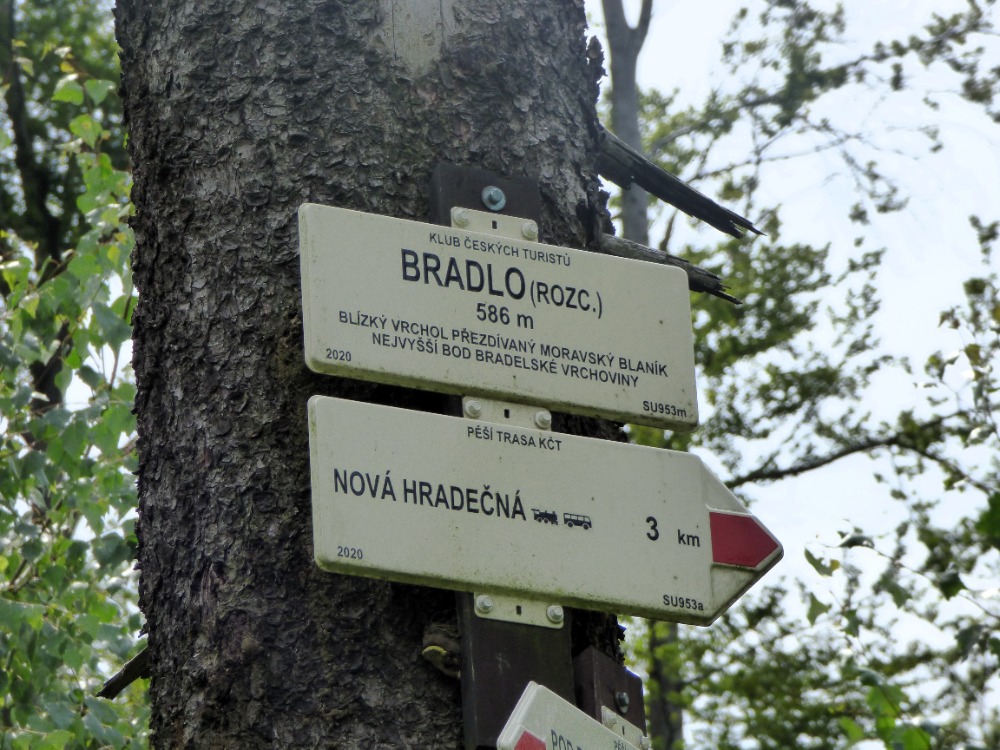 KLUB ČESKÝCH TURISTŮ
BRADLO (ROZC.)
586 m
BLÍZKÝ VRCHOL PŘEZDÍVANÝ MORAVSKÝ BLANÍK
NEJVYŠŠÍ BOD BRADELSKÉ VRCHOVINY
2020
SU953m
PĚŠÍ TRASA KČT
NOVÁ HRADEČNÁ 3 km
2020
SU953a
POD